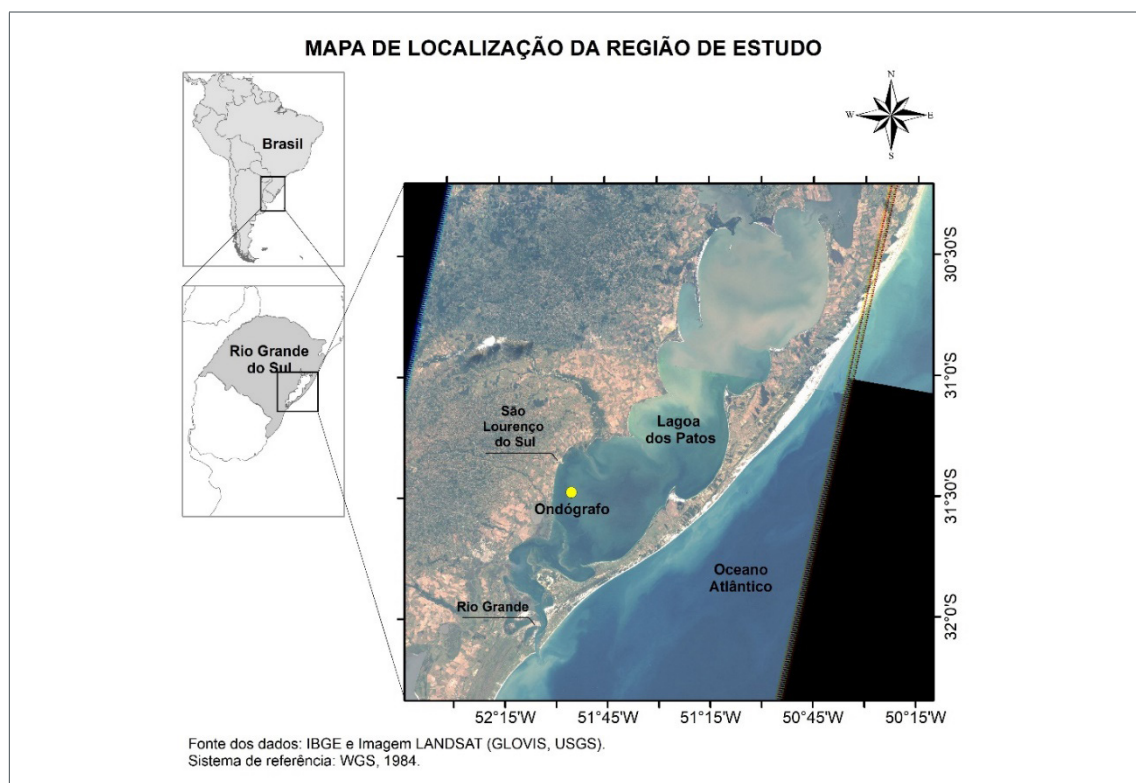 MAPA DE LOCALIZAÇÃO DA REGIÃO DE ESTUDO
Brasil
N
W
E
S
Rio Grande
do Sul
São
Lourenço
do Sul
Lagoa
dos Patos
Ondógrafo
Oceano
Atlântico
Rio Grande
30°30'S
31°0'S
31°30'S
32°0'S
52°15'W
51°45'W
51°15'W
50°45'W
50°15'W
Fonte dos dados: IBGE e Imagem LANDSAT (GLOVIS, USGS).
Sistema de referência: WGS, 1984.